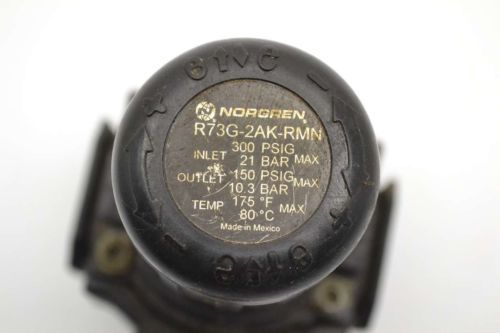 NORGREN
R73G-2AK-RMN
INLET 300 PSIG MAX
21 BAR
OUTLET 150 PSIG MAX
10.3 BAR
TEMP 175 °F MAX
80 °C
Made in Mexico